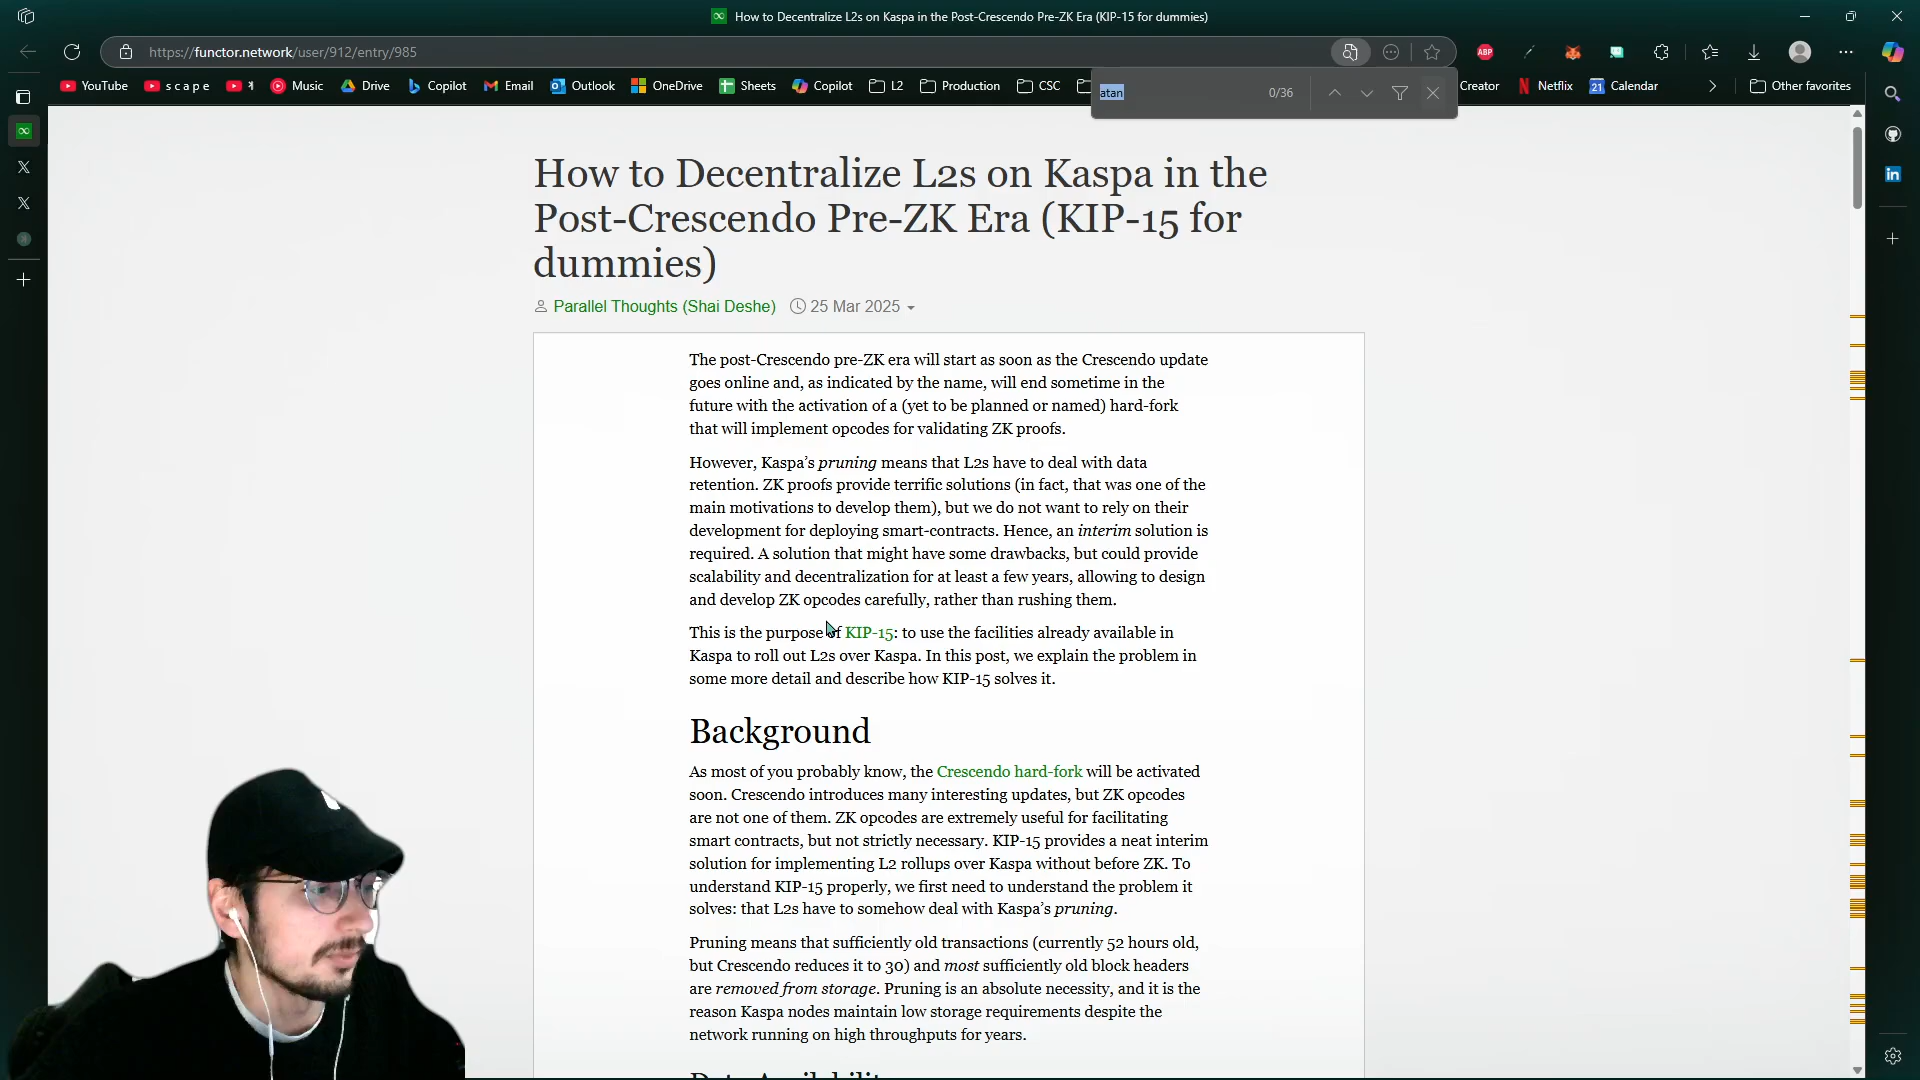 How to Decentralize L2s on Kaspa in the Post-Crescendo Pre-ZK Era (KIP-15 for dummies)
https://functor.network/user/912/entry/985
ABP
YouTube
s c a p e
Music
Drive
Copilot
Email
Outlook
OneDrive
Sheets
Copilot
L2
Production
CSC
Creator
Netflix
21
Calendar
Other favorites
atan
0/36
How to Decentralize L2s on Kaspa in the
Post-Crescendo Pre-ZK Era (KIP-15 for
dummies)
Parallel Thoughts (Shai Deshe)
25 Mar 2025
The post-Crescendo pre-ZK era will start as soon as the Crescendo update
goes online and, as indicated by the name, will end sometime in the
future with the activation of a (yet to be planned or named) hard-fork
that will implement opcodes for validating ZK proofs.
However, Kaspa's pruning means that L2s have to deal with data
retention. ZK proofs provide terrific solutions (in fact, that was one of the
main motivations to develop them), but we do not want to rely on their
development for deploying smart-contracts. Hence, an interim solution is
required. A solution that might have some drawbacks, but could provide
scalability and decentralization for at least a few years, allowing to design
and develop ZK opcodes carefully, rather than rushing them.
This is the purpose of KIP-15: to use the facilities already available in
Kaspa to roll out L2s over Kaspa. In this post, we explain the problem in
some more detail and describe how KIP-15 solves it.
Background
As most of you probably know, the Crescendo hard-fork will be activated
soon. Crescendo introduces many interesting updates, but ZK opcodes
are not one of them. ZK opcodes are extremely useful for facilitating
smart contracts, but not strictly necessary. KIP-15 provides a neat interim
solution for implementing L2 rollups over Kaspa without before ZK. To
understand KIP-15 properly, we first need to understand the problem it
solves: that L2s have to somehow deal with Kaspa's pruning.
Pruning means that sufficiently old transactions (currently 52 hours old,
but Crescendo reduces it to 30) and most sufficiently old block headers
are removed from storage. Pruning is an absolute necessity, and it is the
reason Kaspa nodes maintain low storage requirements despite the
network running on high throughputs for years.